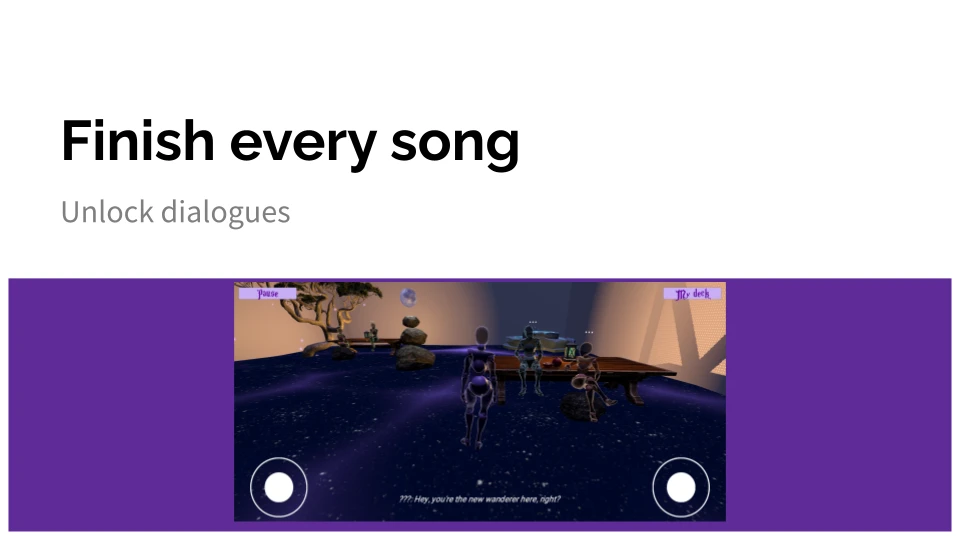 Finish every song
Unlock dialogues
Pause
My deck
???: Hey, you're the new wanderer here, right?